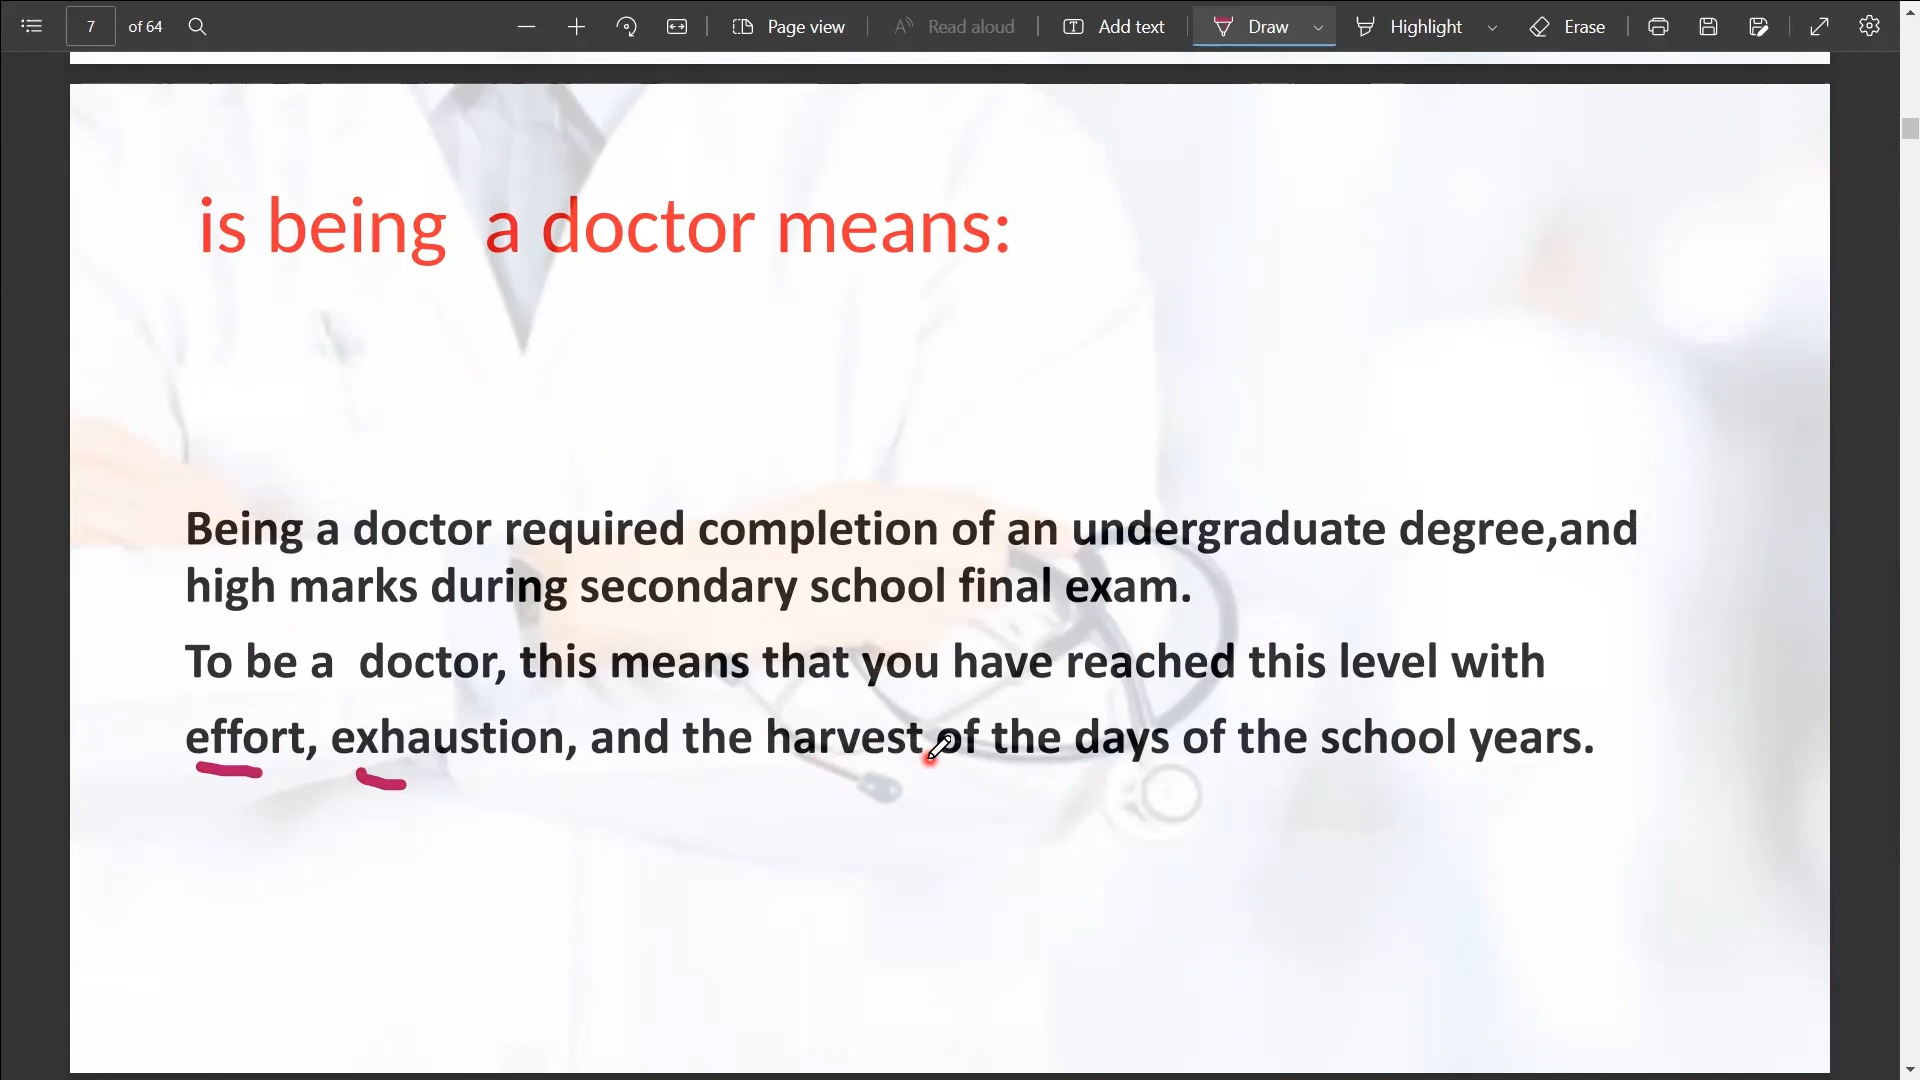 7 of 64 Page view Read aloud Add text Draw Highlight Erase
is being a doctor means:
Being a doctor required completion of an undergraduate degree,and
high marks during secondary school final exam.
To be a doctor, this means that you have reached this level with
effort, exhaustion, and the harvest of the days of the school years.